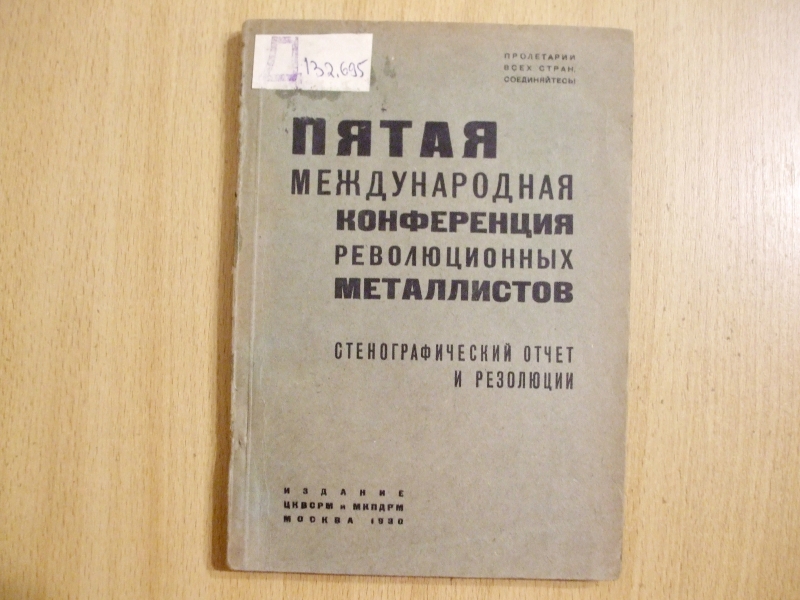 Д 132.695
ПРОЛЕТАРИИ
ВСЕХ СТРАН,
СОЕДИНЯЙТЕСЬ!
ПЯТАЯ
МЕЖДУНАРОДНАЯ
КОНФЕРЕНЦИЯ
РЕВОЛЮЦИОННЫХ
МЕТАЛЛИСТОВ
СТЕНОГРАФИЧЕСКИЙ ОТЧЕТ
И РЕЗОЛЮЦИИ
ИЗДАНИЕ
ЦКВСРМ и МКПДРМ
МОСКВА 1930